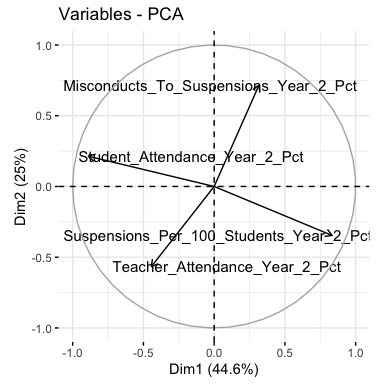 Variables - PCA
1.0
Misconducts_To_Suspensions_Year_2_Pct
0.5
Student_Attendance_Year_2_Pct
0.0
Suspensions_Per_100_Students_Year_2_Pct
-0.5
Teacher_Attendance_Year_2_Pct
-1.0
Dim2 (25%)
-1.0 -0.5 0.0 0.5 1.0
Dim1 (44.6%)